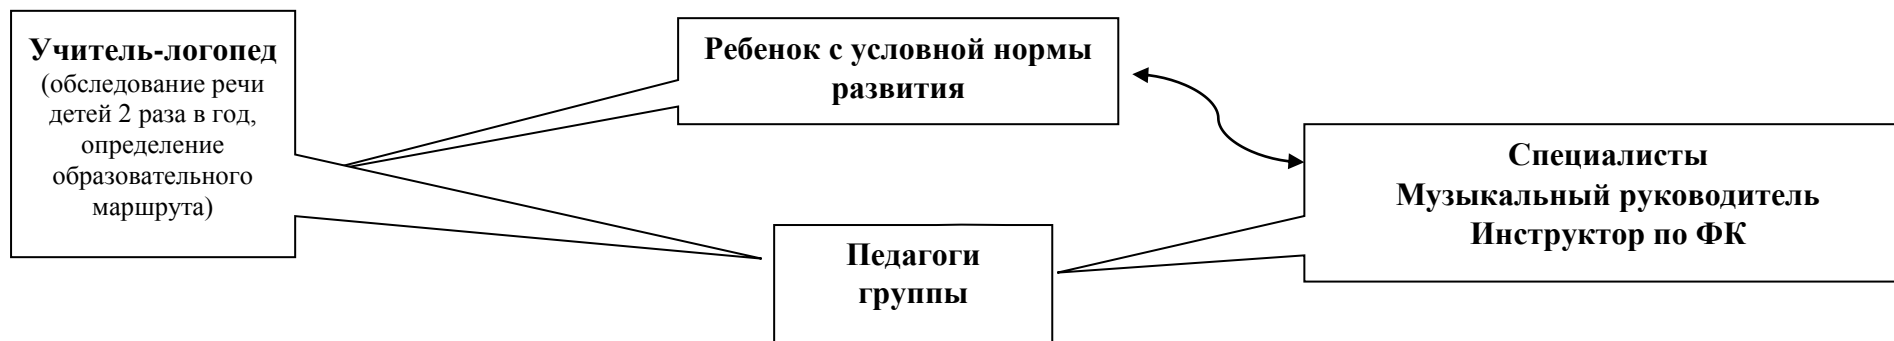 Учитель-логопед
(обследование речи
детей 2 раза в год,
определение
образовательного
маршрута)
Ребенок с условной нормы
развития
Специалисты
Музыкальный руководитель
Инструктор по ФК
Педагоги
группы